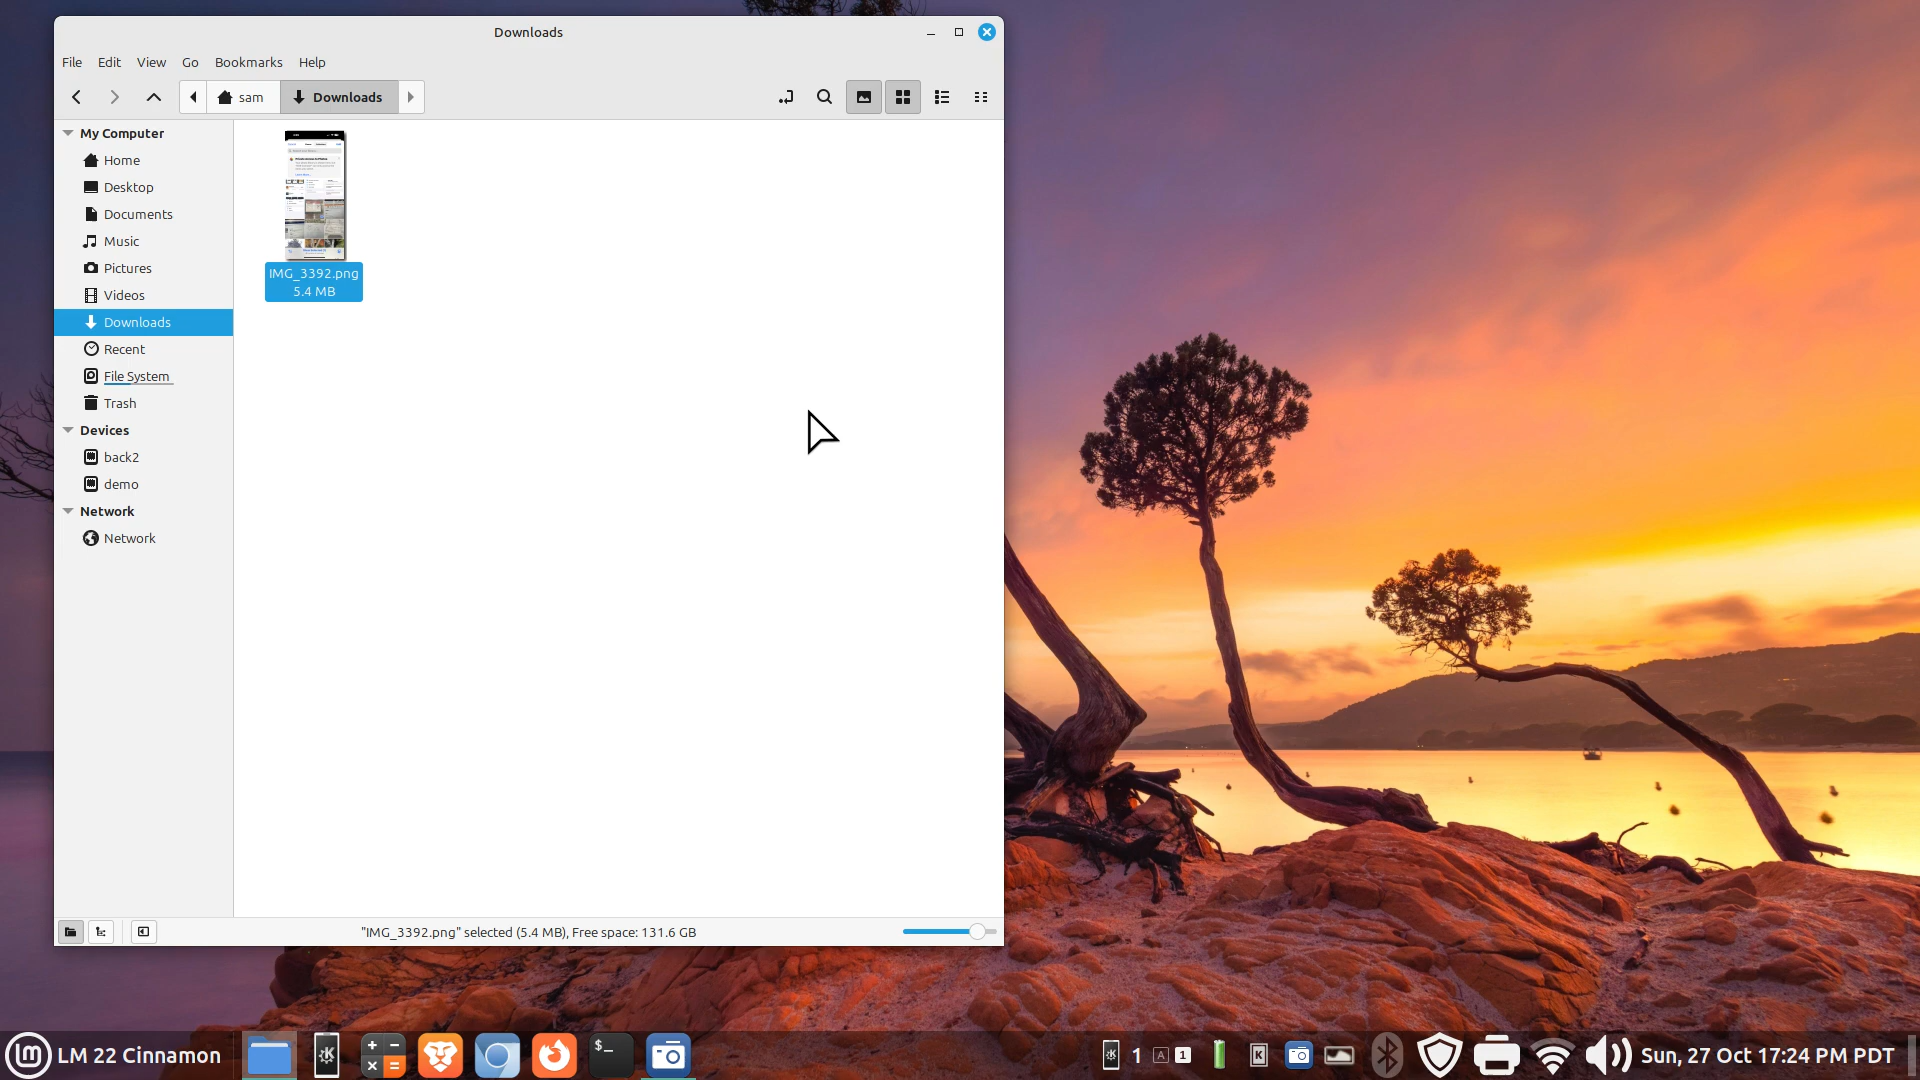 Downloads
File Edit View Go Bookmarks Help
sam Downloads
My Computer
Home
Desktop
Documents
Music
Pictures
Videos
Downloads
Recent
File System
Trash
Devices
back2
demo
Network
Network
IMG_3392.png
5.4 MB
"IMG_3392.png" selected (5.4 MB), Free space: 131.6 GB
LM 22 Cinnamon
$_
1 A 1
K
Sun, 27 Oct 17:24 PM PDT